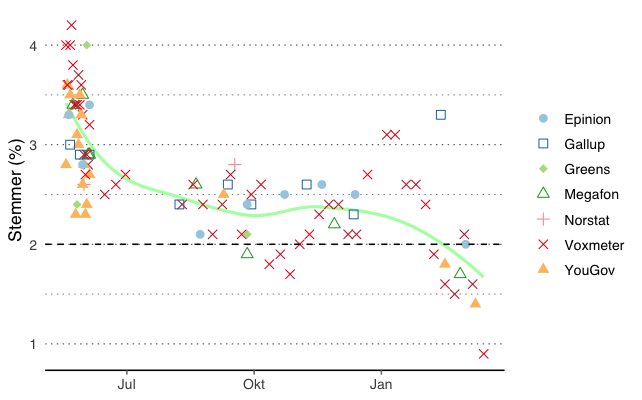 Stemmer (%)
4
3
2
1
Jul
Okt
Jan
Epinion
Gallup
Greens
Megafon
Norstat
Voxmeter
YouGov